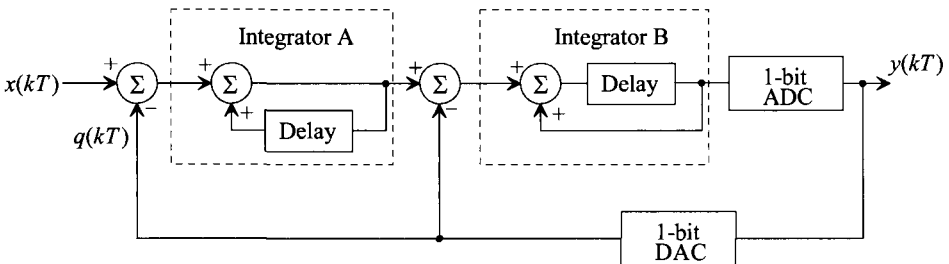 Integrator A
Integrator B
x(kT)
+
Σ
−
+
Σ
+
Delay
+
Σ
−
+
Σ
+
Delay
1-bit
ADC
y(kT)
q(kT)
1-bit
DAC